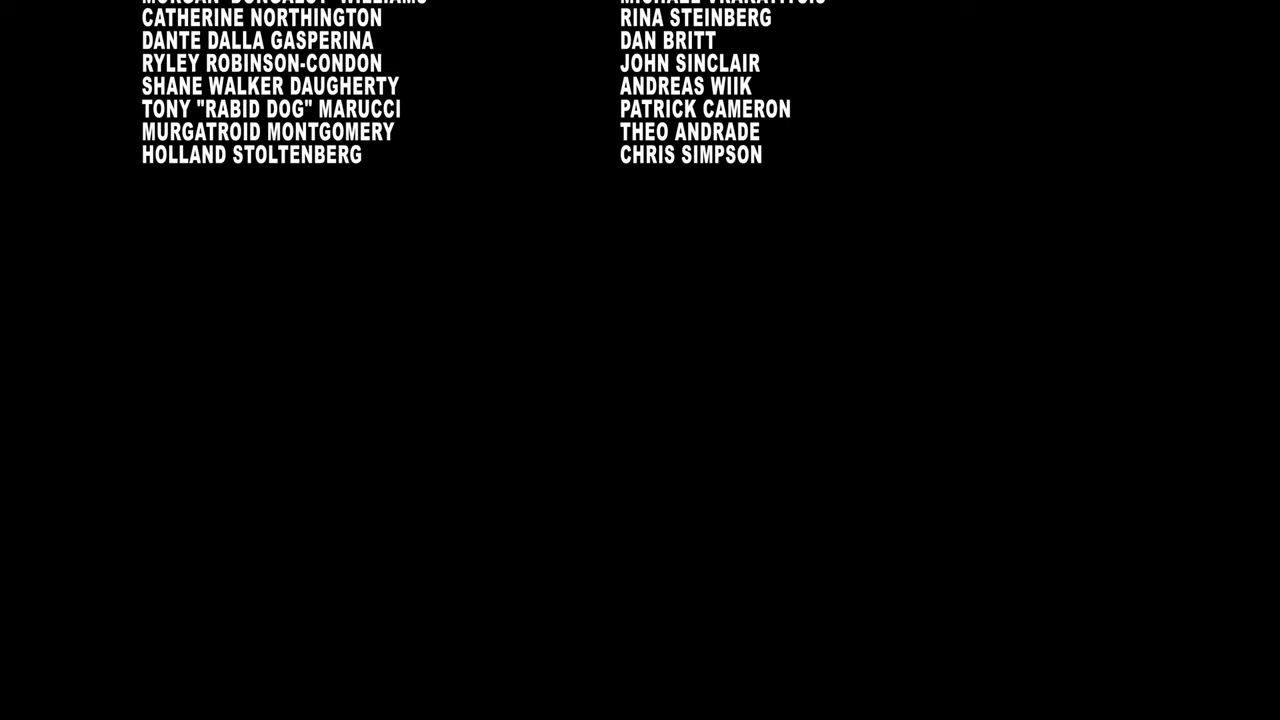 CATHERINE NORTHINGTON
DANTE DALLA GASPERINA
RYLEY ROBINSON-CONDON
SHANE WALKER DAUGHERTY
TONY "RABID DOG" MARUCCI
MURGATROID MONTGOMERY
HOLLAND STOLTENBERG
RINA STEINBERG
DAN BRITT
JOHN SINCLAIR
ANDREAS WIIK
PATRICK CAMERON
THEO ANDRADE
CHRIS SIMPSON